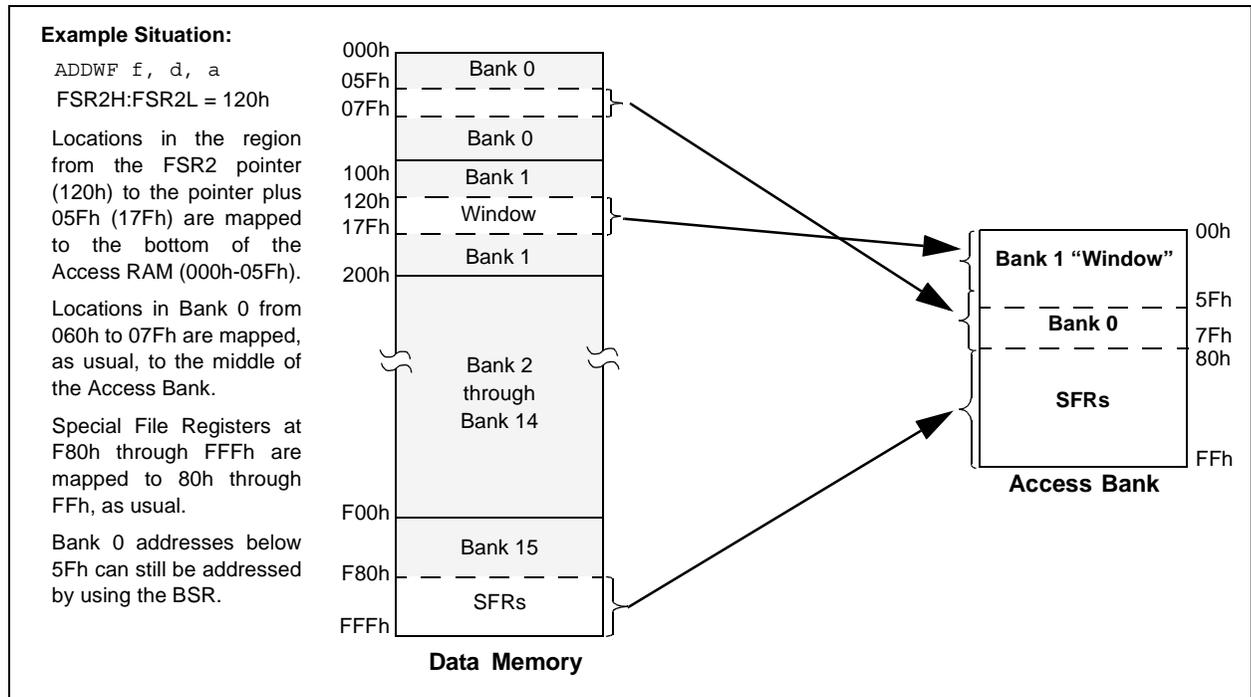 Example Situation:
ADDWF f, d, a
FSR2H:FSR2L = 120h
Locations in the region
from the FSR2 pointer
(120h) to the pointer plus
05Fh (17Fh) are mapped
to the bottom of the
Access RAM (000h-05Fh).
Locations in Bank 0 from
060h to 07Fh are mapped,
as usual, to the middle of
the Access Bank.
Special File Registers at
F80h through FFFh are
mapped to 80h through
FFh, as usual.
Bank 0 addresses below
5Fh can still be addressed
by using the BSR.
000h
Bank 0
05Fh
07Fh
Bank 0
100h
Bank 1
120h
Window
17Fh
Bank 1
200h
Bank 2
through
Bank 14
F00h
Bank 15
F80h
SFRs
FFFh
Data Memory
00h
Bank 1 “Window”
5Fh
Bank 0
7Fh
80h
SFRs
FFh
Access Bank